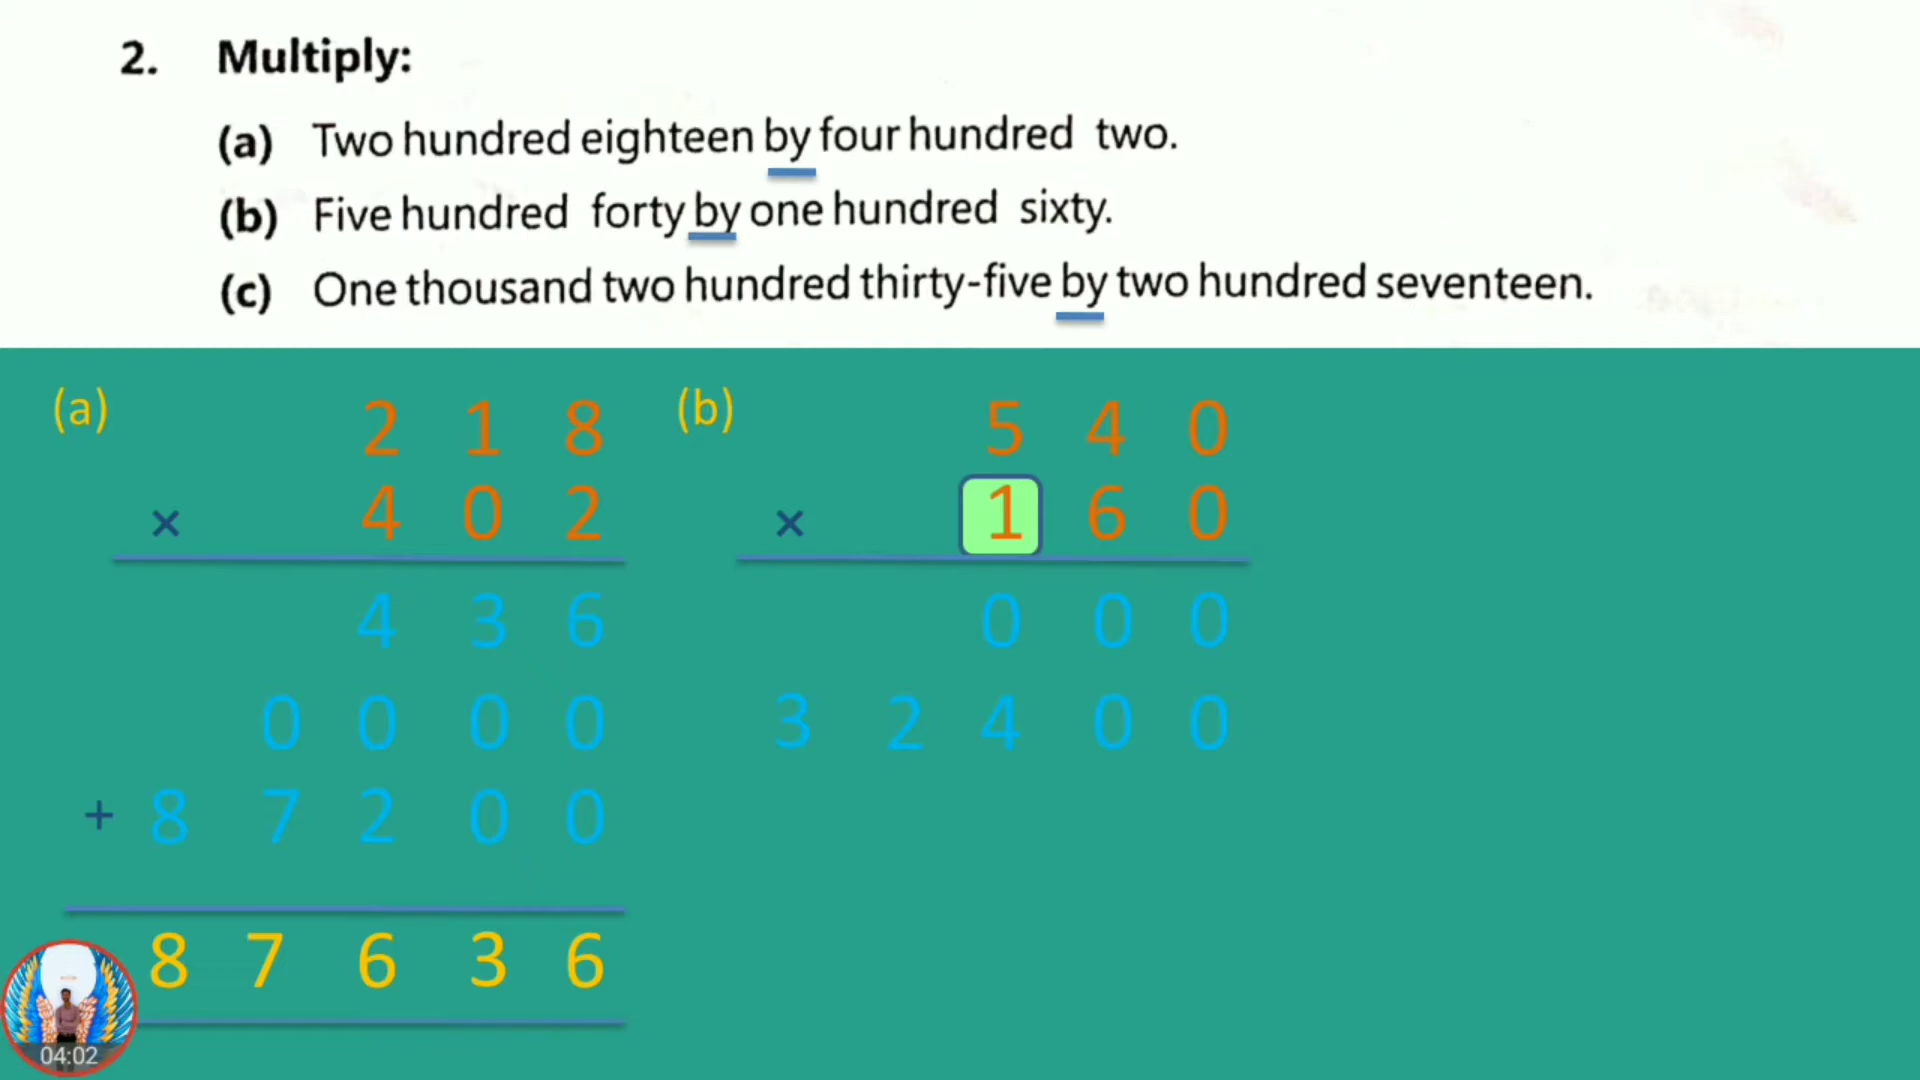 2. Multiply:
(a) Two hundred eighteen by four hundred two.
(b) Five hundred forty by one hundred sixty.
(c) One thousand two hundred thirty-five by two hundred seventeen.
(a) 2 1 8
× 4 0 2
4 3 6
0 0 0 0
+ 8 7 2 0 0
8 7 6 3 6
(b) 5 4 0
× 1 6 0
0 0 0
3 2 4 0 0
04:02